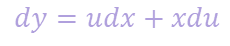 dy = udx + xdu